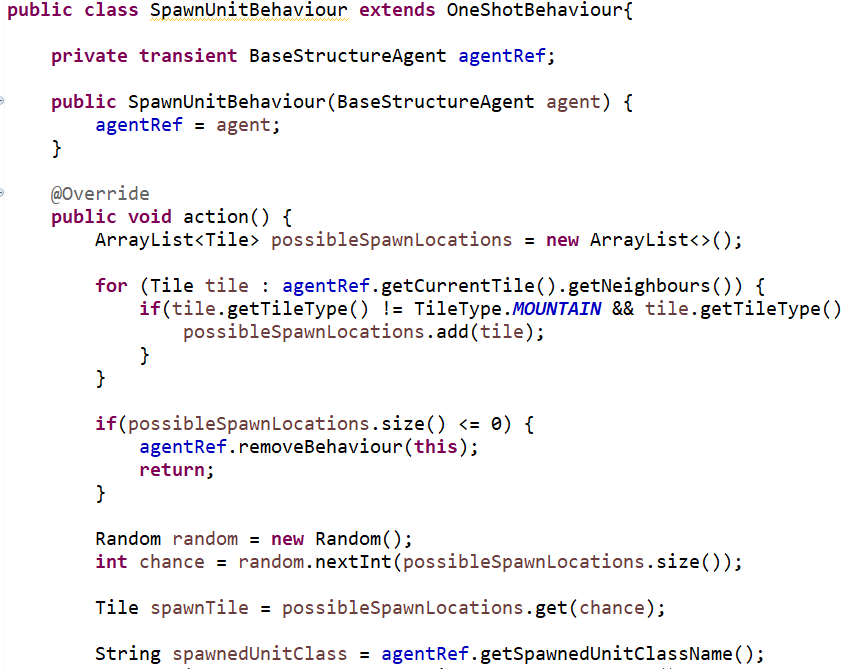 public class SpawnUnitBehaviour extends OneShotBehaviour{
private transient BaseStructureAgent agentRef;
public SpawnUnitBehaviour(BaseStructureAgent agent) {
agentRef = agent;
}
@Override
public void action() {
ArrayList<Tile> possibleSpawnLocations = new ArrayList<>();
for (Tile tile : agentRef.getCurrentTile().getNeighbours()) {
if(tile.getTileType() != TileType.MOUNTAIN && tile.getTileType()
possibleSpawnLocations.add(tile);
}
}
if(possibleSpawnLocations.size() <= 0) {
agentRef.removeBehaviour(this);
return;
}
Random random = new Random();
int chance = random.nextInt(possibleSpawnLocations.size());
Tile spawnTile = possibleSpawnLocations.get(chance);
String spawnedUnitClass = agentRef.getSpawnedUnitClassName();